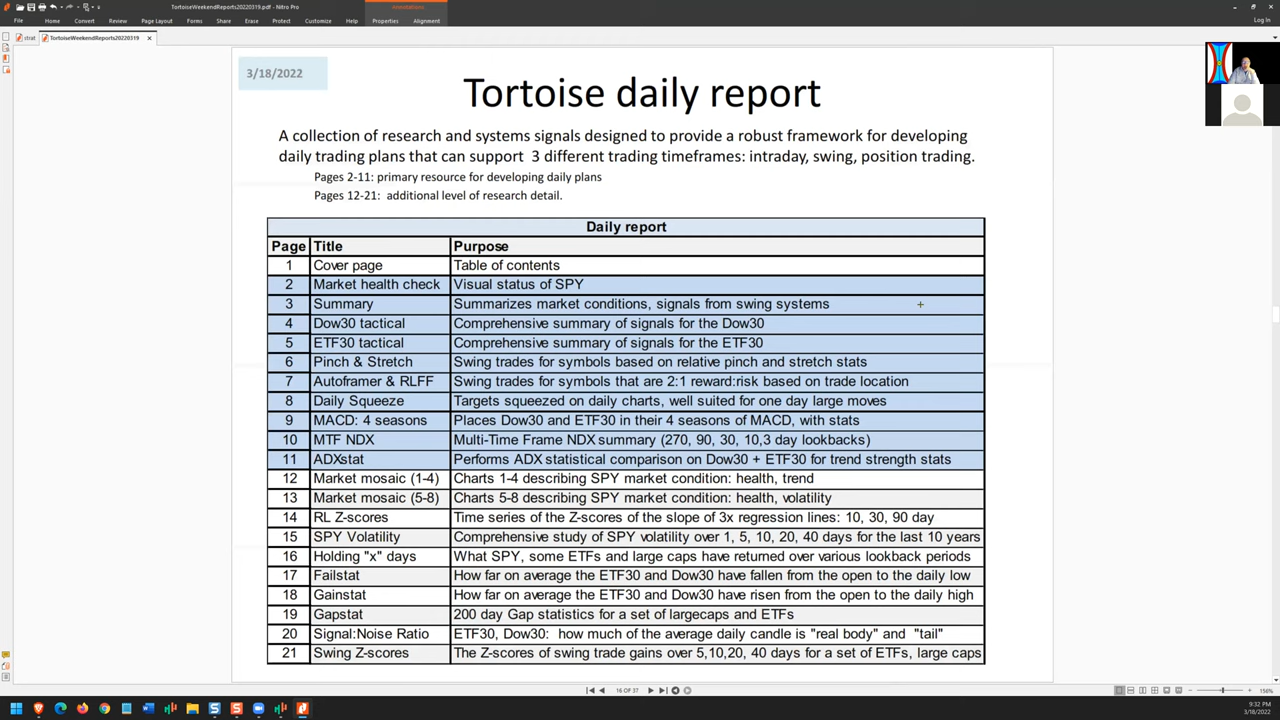 TortoiseWeekendReports20220319.pdf - Nitro Pro
Annotations
File Home Convert Review Page Layout Forms Share Erase Protect Customize Help Properties Alignment
Log In
strat TortoiseWeekendReports20220319
3/18/2022
Tortoise daily report
A collection of research and systems signals designed to provide a robust framework for developing
daily trading plans that can support 3 different trading timeframes: intraday, swing, position trading.
Pages 2-11: primary resource for developing daily plans
Pages 12-21: additional level of research detail.
Daily report
Page Title Purpose
1 Cover page Table of contents
2 Market health check Visual status of SPY
3 Summary Summarizes market conditions, signals from swing systems
4 Dow30 tactical Comprehensive summary of signals for the Dow30
5 ETF30 tactical Comprehensive summary of signals for the ETF30
6 Pinch & Stretch Swing trades for symbols based on relative pinch and stretch stats
7 Autoframer & RLFF Swing trades for symbols that are 2:1 reward:risk based on trade location
8 Daily Squeeze Targets squeezed on daily charts, well suited for one day large moves
9 MACD: 4 seasons Places Dow30 and ETF30 in their 4 seasons of MACD, with stats
10 MTF NDX Multi-Time Frame NDX summary (270, 90, 30, 10,3 day lookbacks)
11 ADXstat Performs ADX statistical comparison on Dow30 + ETF30 for trend strength stats
12 Market mosaic (1-4) Charts 1-4 describing SPY market condition: health, trend
13 Market mosaic (5-8) Charts 5-8 describing SPY market condition: health, volatility
14 RL Z-scores Time series of the Z-scores of the slope of 3x regression lines: 10, 30, 90 day
15 SPY Volatility Comprehensive study of SPY volatility over 1, 5, 10, 20, 40 days for the last 10 years
16 Holding "x" days What SPY, some ETFs and large caps have returned over various lookback periods
17 Failstat How far on average the ETF30 and Dow30 have fallen from the open to the daily low
18 Gainstat How far on average the ETF30 and Dow30 have risen from the open to the daily high
19 Gapstat 200 day Gap statistics for a set of largecaps and ETFs
20 Signal:Noise Ratio ETF30, Dow30: how much of the average daily candle is "real body" and "tail"
21 Swing Z-scores The Z-scores of swing trade gains over 5,10,20, 40 days for a set of ETFs, large caps
16 OF 37
156%
9:32 PM
3/18/2022